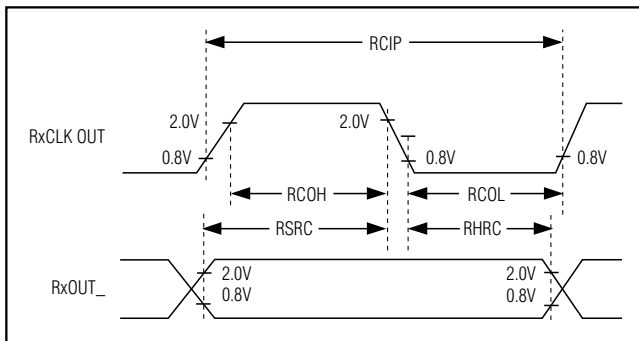 RCIP
2.0V
2.0V
RxCLK OUT
0.8V
0.8V
0.8V
RCOH
RCOL
RSRC
RHRC
2.0V
2.0V
RxOUT_
0.8V
0.8V